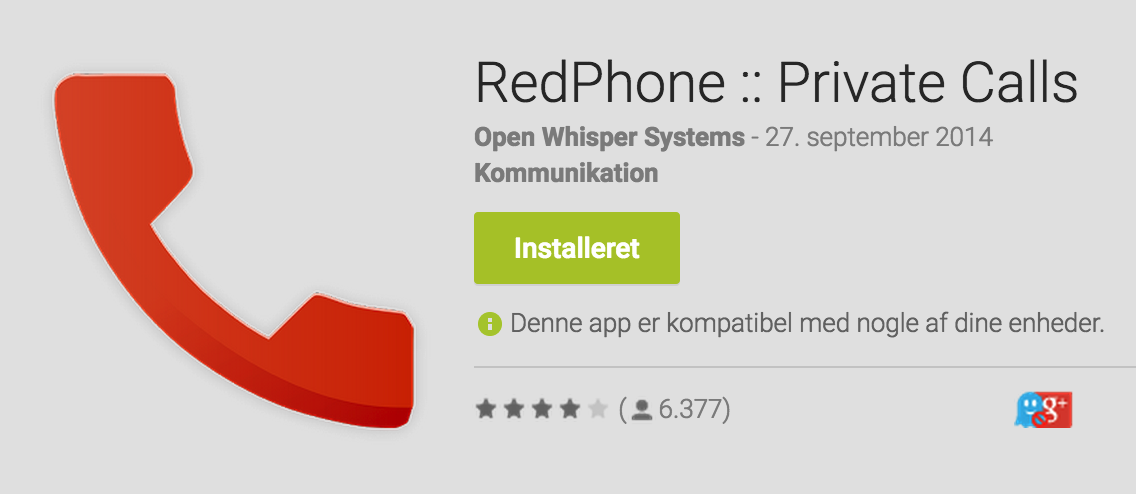 RedPhone :: Private Calls
Open Whisper Systems - 27. september 2014
Kommunikation
Installeret
Denne app er kompatibel med nogle af dine enheder.
(6.377)
g+